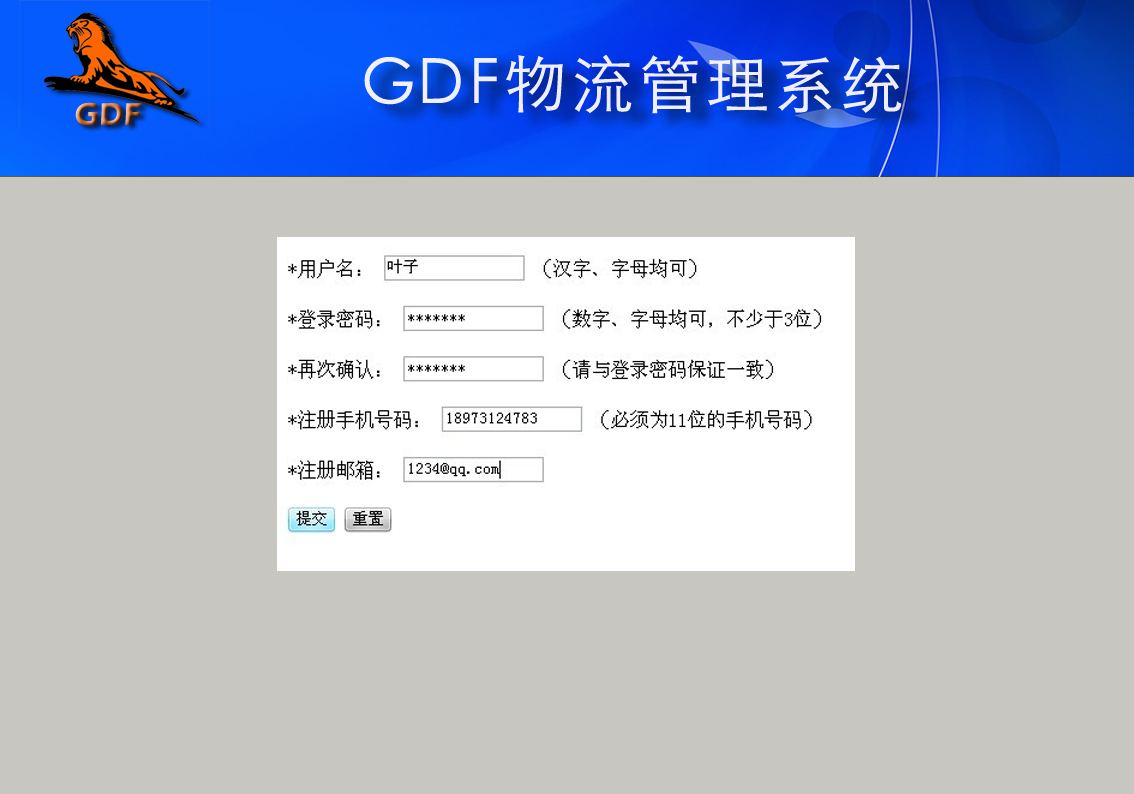 GDF
GDF物流管理系统
*用户名： 叶子 （汉字、字母均可）
*登录密码： ******* （数字、字母均可，不少于3位）
*再次确认： ******* （请与登录密码保证一致）
*注册手机号码： 18973124783 （必须为11位的手机号码）
*注册邮箱： 1234@qq.com
提交 重置